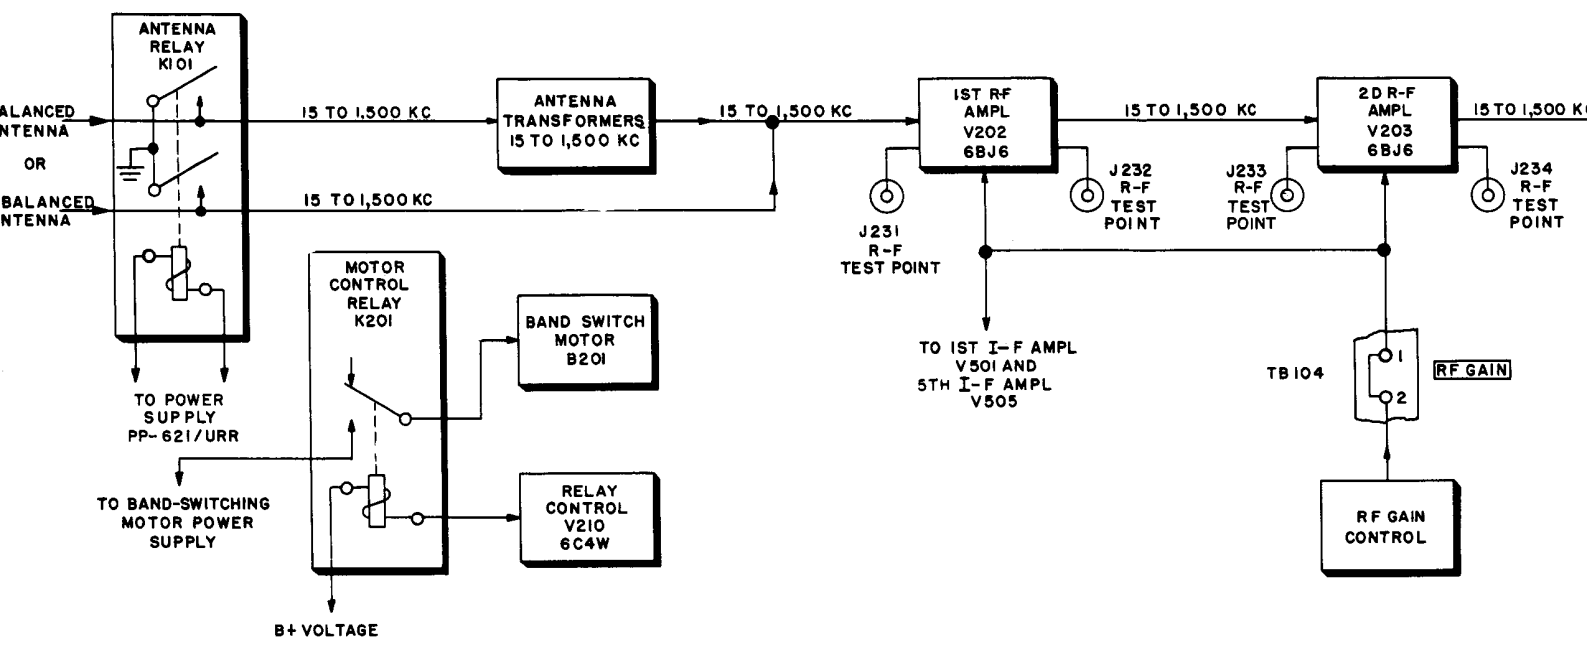 ANTENNA
RELAY
K101
ALANCED
NTENNA
OR
BALANCED
NTENNA
15 TO 1,500 KC
15 TO 1,500 KC
ANTENNA
TRANSFORMERS
15 TO 1,500 KC
15 TO 1,500 KC
1ST R-F
AMPL
V202
6BJ6
15 TO 1,500 KC
2D R-F
AMPL
V203
6BJ6
15 TO 1,500 KC
J231
R-F
TEST POINT
J232
R-F
TEST
POINT
J233
R-F
TEST
POINT
J234
R-F
TEST
POINT
TO POWER
SUPPLY
PP-621/URR
MOTOR
CONTROL
RELAY
K201
BAND SWITCH
MOTOR
B201
TO BAND-SWITCHING
MOTOR POWER
SUPPLY
RELAY
CONTROL
V210
6C4W
B+ VOLTAGE
TO 1ST I-F AMPL
V501 AND
5TH I-F AMPL
V505
TB104
1
2
RF GAIN
RF GAIN
CONTROL